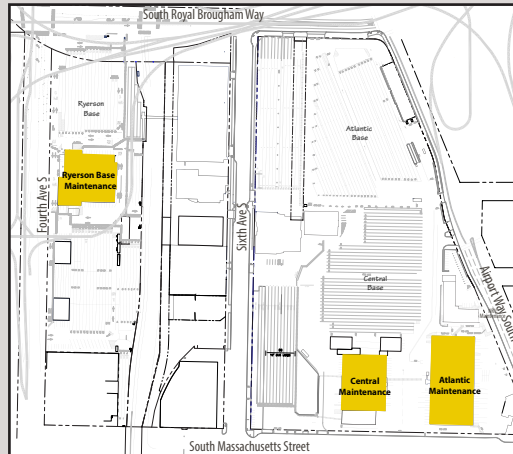 South Royal Brougham Way
Ryerson
Base
Atlantic
Base
Ryerson Base
Maintenance
Fourth Ave S
Sixth Ave S
Central
Base
Airport Way South
Central
Maintenance
Atlantic
Maintenance
South Massachusetts Street